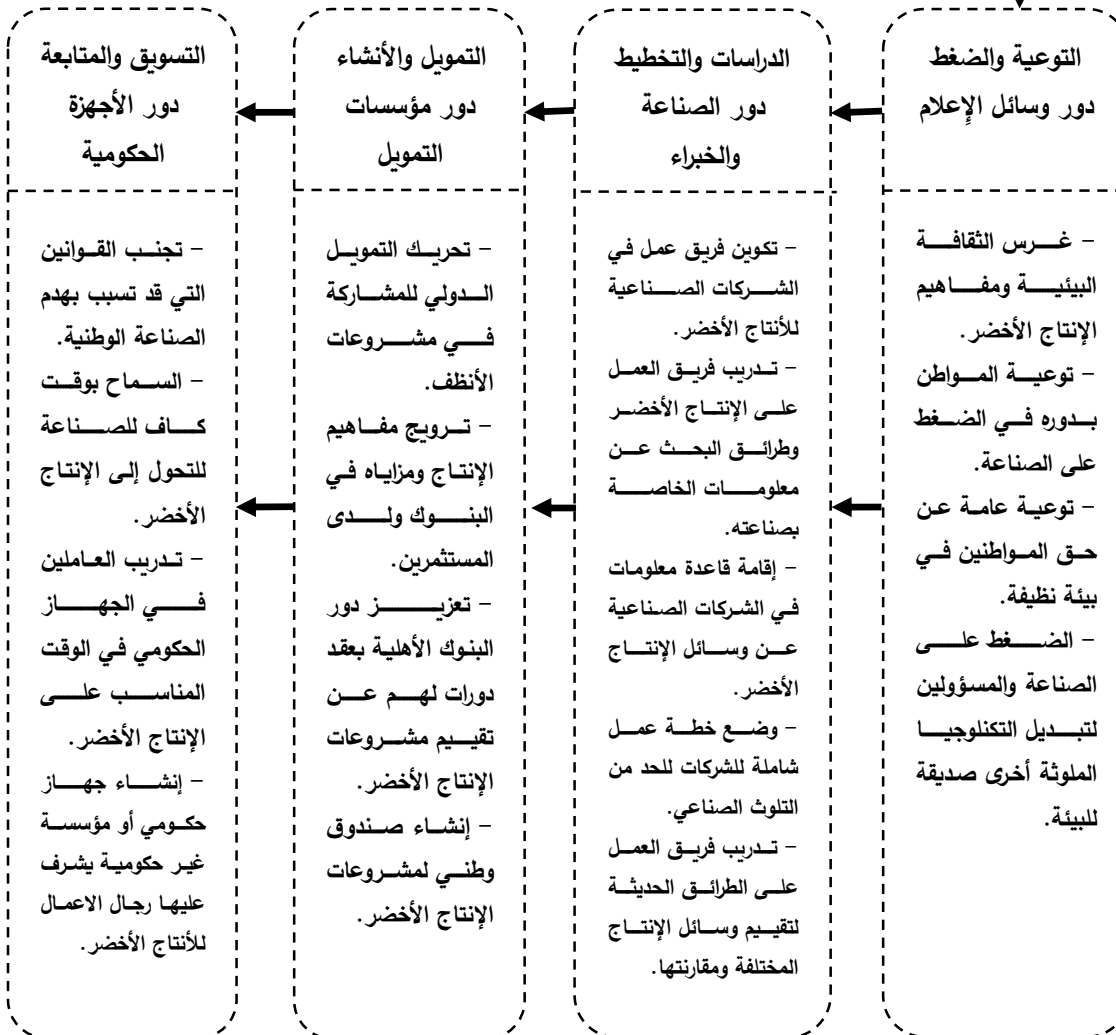 التوعية والضغط
دور وسائل الإعلام
– غرس الثقافة
البيئية ومفاهيم
الإنتاج الأخضر.
– توعية المواطن
بدوره في الضغط
على الصناعة.
– توعية عامة عن
حق المواطنين في
بيئة نظيفة.
– الضغط على
الصناعة والمسؤولين
لتبديل التكنلوجيا
الملوثة أخرى صديقة
للبيئة.
الدراسات والتخطيط
دور الصناعة
والخبراء
– تكوين فريق عمل في
الشركات الصناعية
للأنتاج الأخضر.
– تدريب فريق العمل
على الإنتاج الأخضر
وطرائق البحث عن
معلومات الخاصة
بصناعته.
– إقامة قاعدة معلومات
في الشركات الصناعية
عن وسائل الإنتاج
الأخضر.
– وضع خطة عمل
شاملة للشركات للحد من
التلوث الصناعي.
– تدريب فريق العمل
على الطرائق الحديثة
لتقييم وسائل الإنتاج
المختلفة ومقارنتها.
التمويل والأنشاء
دور مؤسسات
التمويل
– تحريك التمويل
الدولي للمشاركة
في مشروعات
الأنظف.
– ترويج مفاهيم
الإنتاج ومزاياه في
البنوك ولدى
المستثمرين.
– تعزيز دور
البنوك الأهلية بعقد
دورات لهم عن
تقييم مشروعات
الإنتاج الأخضر.
– إنشاء صندوق
وطني لمشروعات
الإنتاج الأخضر.
التسويق والمتابعة
دور الأجهزة
الحكومية
– تجنب القوانين
التي قد تسبب بهدم
الصناعة الوطنية.
– السماح بوقت
كاف للصناعة
للتحول إلى الإنتاج
الأخضر.
– تدريب العاملين
في الجهاز
الحكومي في الوقت
المناسب على
الإنتاج الأخضر.
– إنشاء جهاز
حكومي أو مؤسسة
غير حكومية يشرف
عليها رجال الاعمال
للأنتاج الأخضر.